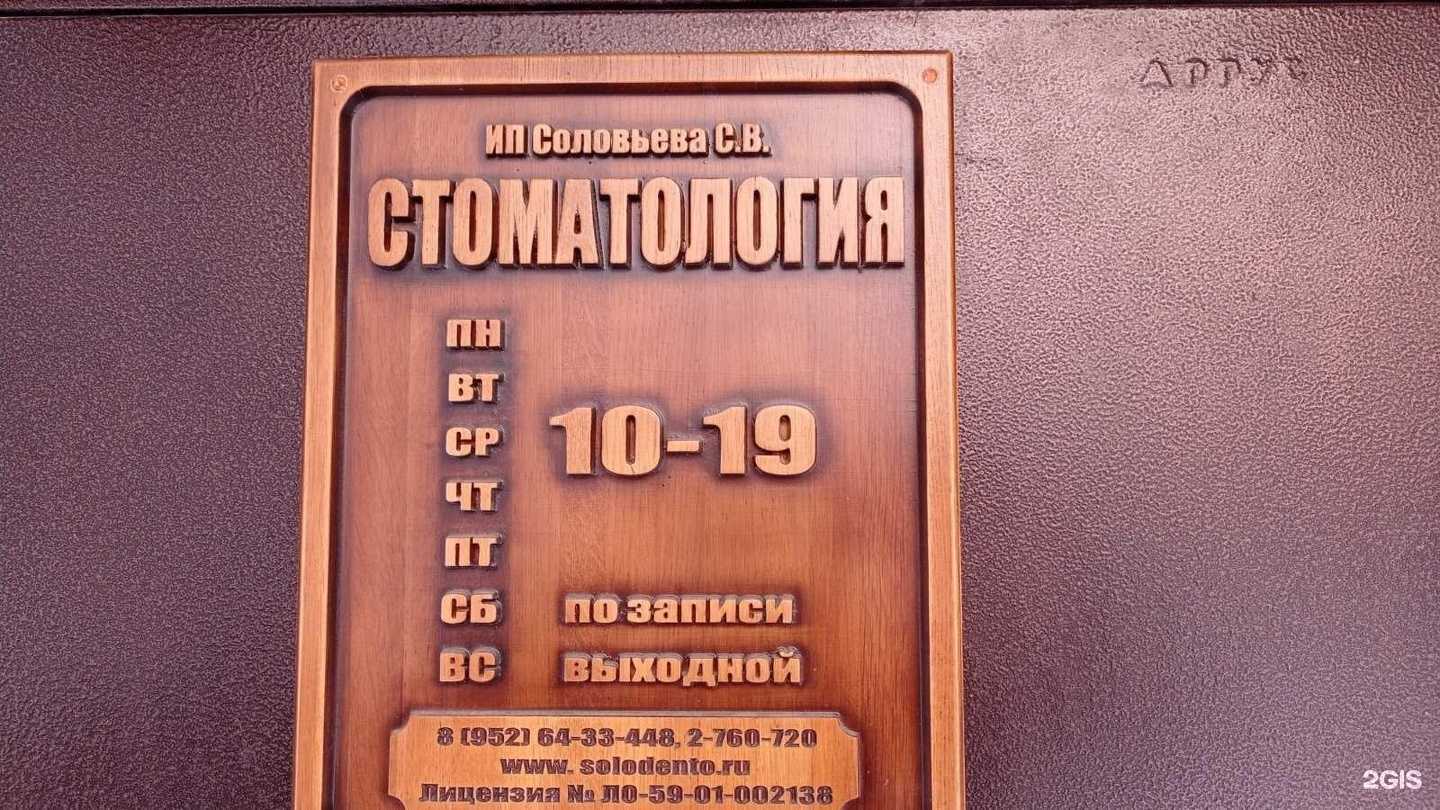 ИП Соловьева С.В.
СТОМАТОЛОГИЯ
ПН
ВТ
СР
ЧТ
ПТ
10-19
СБ по записи
ВС выходной
8 (952) 64-33-448, 2-760-720
www. solodento.ru
Лицензия № ЛО-59-01-002138
АРГУС
2GIS